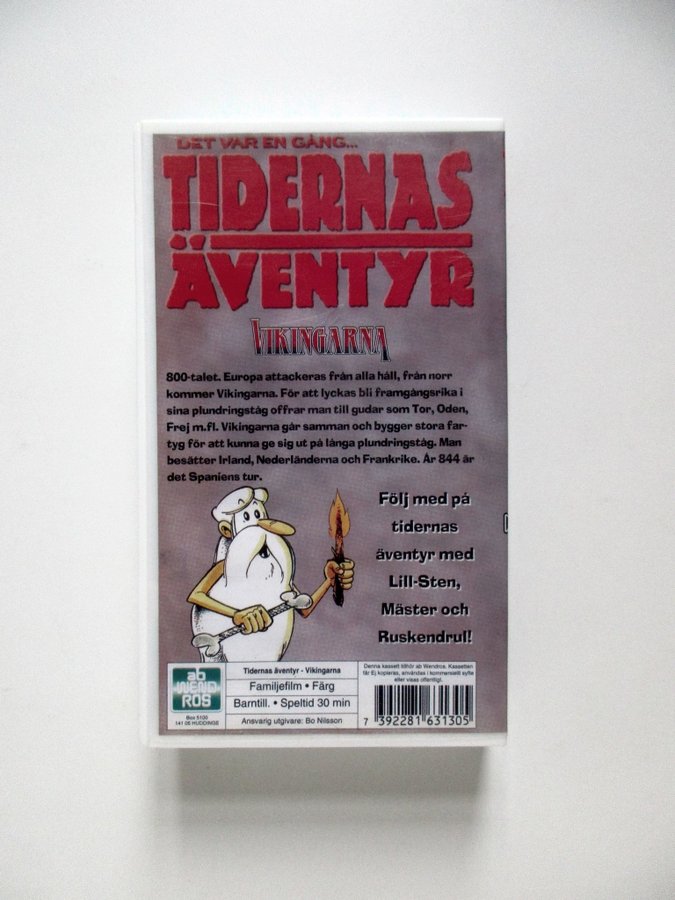 DET VAR EN GÅNG...
TIDERNAS
ÄVENTYR
VIKINGARNA
800-talet. Europa attackeras från alla håll, från norr
kommer Vikingarna. För att lyckas bli framgångsrika i
sina plundringståg offrar man till gudar som Tor, Oden,
Frej m.fl. Vikingarna går samman och bygger stora far-
tyg för att kunna ge sig ut på långa plundringståg. Man
besätter Irland, Nederländerna och Frankrike. År 844 är
det Spaniens tur.
Följ med på
tidernas
äventyr med
Lill-Sten,
Mäster och
Ruskendrul!
ab
WEND
ROS
Box 5100
141 05 HUDDINGE
Tidernas äventyr - Vikingarna
Familjefilm • Färg
Barntill. • Speltid 30 min
Ansvarig utgivare: Bo Nilsson
Denna kassett tillhör ab Wendros. Kassetten
får Ej kopieras, användas i kommersiellt syfte
eller visas offentligt.
7 392281 631305